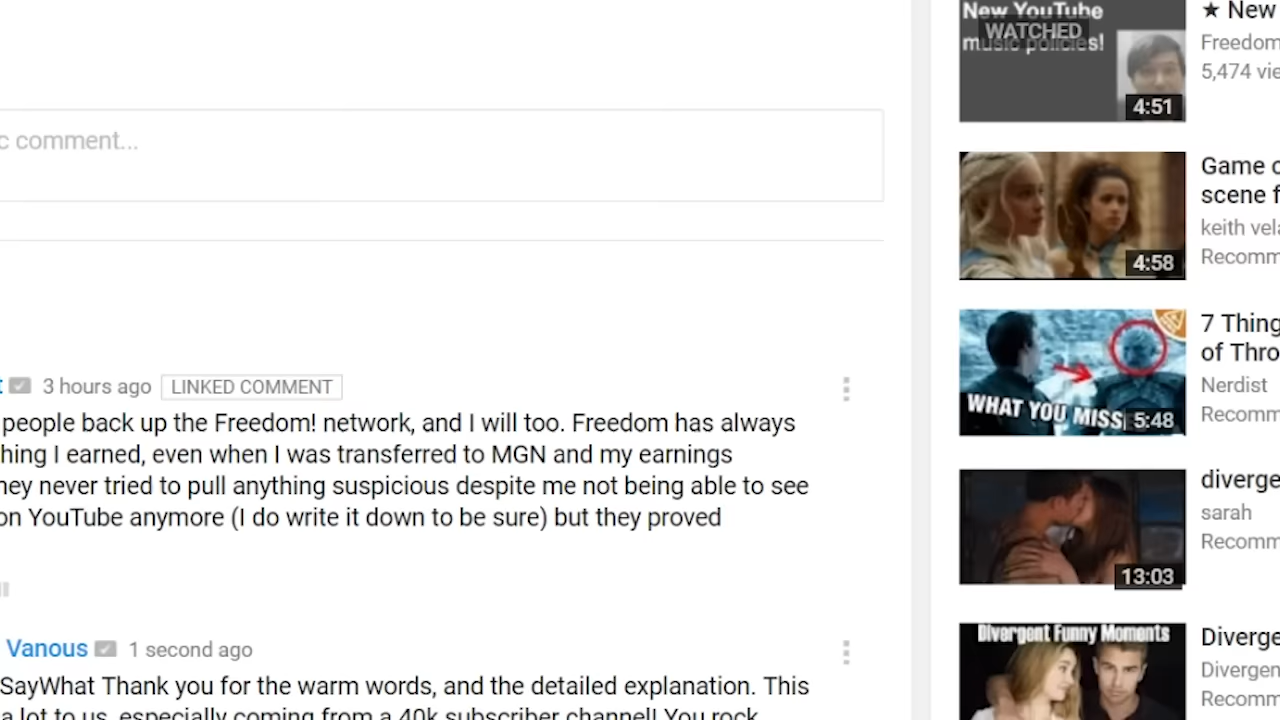 c comment...
t 3 hours ago LINKED COMMENT
people back up the Freedom! network, and I will too. Freedom has always
hing I earned, even when I was transferred to MGN and my earnings
hey never tried to pull anything suspicious despite me not being able to see
on YouTube anymore (I do write it down to be sure) but they proved
Vanous 1 second ago
SayWhat Thank you for the warm words, and the detailed explanation. This
a lot to us, especially coming from a 40k subscriber channel! You rock
New YouTube
WATCHED
music policies!
4:51
★ New
Freedom
5,474 vie
4:58
Game o
scene f
keith vela
Recomm
WHAT YOU MISS
5:48
7 Thing
of Thro
Nerdist
Recomm
13:03
diverge
sarah
Recomm
Divergent Funny Moments
Diverge
Divergen
Recomm